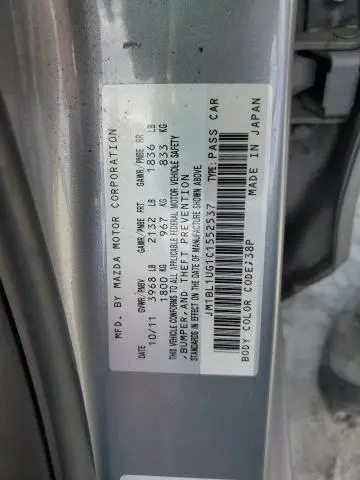 MFD. BY MAZDA MOTOR CORPORATION
DATE GVWR/PNBV GAWR/PNBE FRT GAWR/PNBE RR
10/11 3968 LB 2132 LB 1836 LB
1800 KG 967 KG 833 KG
THIS VEHICLE CONFORMS TO ALL APPLICABLE FEDERAL MOTOR VEHICLE SAFETY
,BUMPER,AND THEFT PREVENTION
STANDARDS IN EFFECT ON THE DATE OF MANUFACTURE SHOWN ABOVE.
JM1BL1UG1C1552537 TYPE:PASS CAR
BODY COLOR CODE:38P MADE IN JAPAN